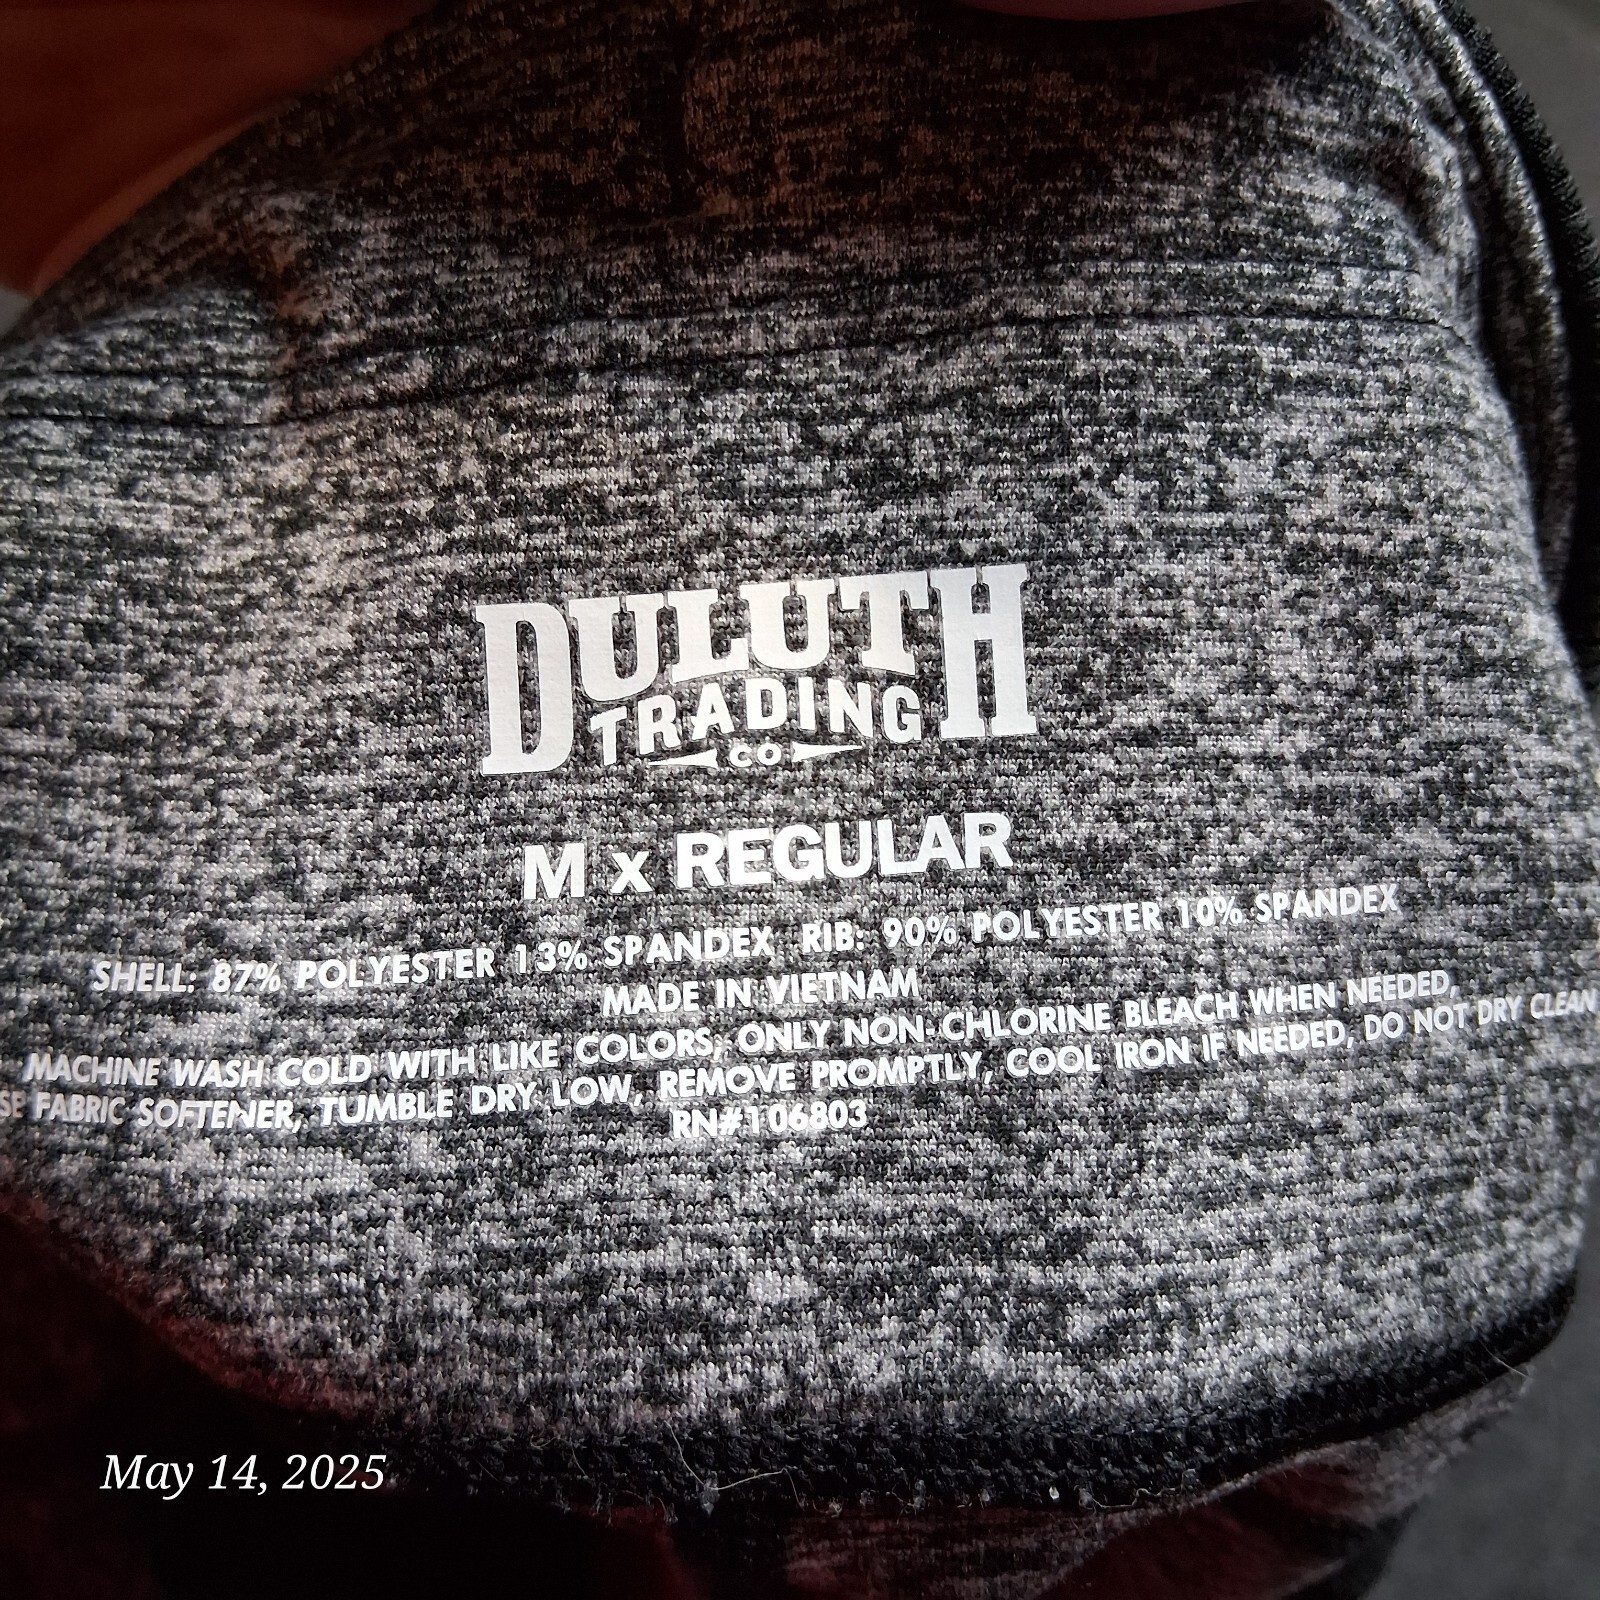 DULUTH
TRADING
CO
M x REGULAR
SHELL: 87% POLYESTER 13% SPANDEX RIB: 90% POLYESTER 10% SPANDEX
MADE IN VIETNAM
MACHINE WASH COLD WITH LIKE COLORS, ONLY NON-CHLORINE BLEACH WHEN NEEDED,
SE FABRIC SOFTENER, TUMBLE DRY LOW, REMOVE PROMPTLY, COOL IRON IF NEEDED, DO NOT DRY CLEAN
RN#106803
May 14, 2025